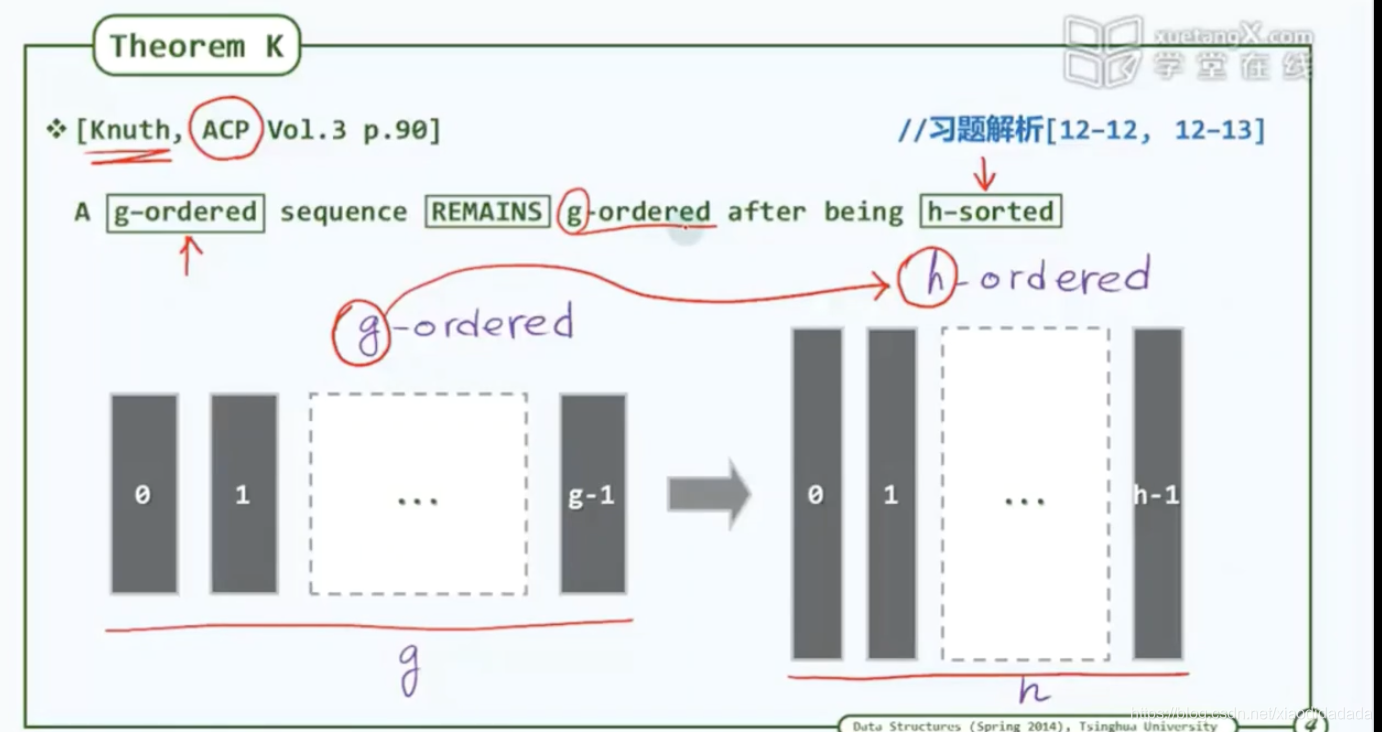 Theorem K
xuetangX.com
学堂在线
❖ [Knuth, ACP Vol.3 p.90]
//习题解析[12-12, 12-13]
A g-ordered sequence REMAINS g-ordered after being h-sorted
h-ordered
g-ordered
0 1 ... g-1
0 1 ... h-1
g
h
https://blog.csdn.net/xiaodidadada
Data Structures (Spring 2014), Tsinghua University
4